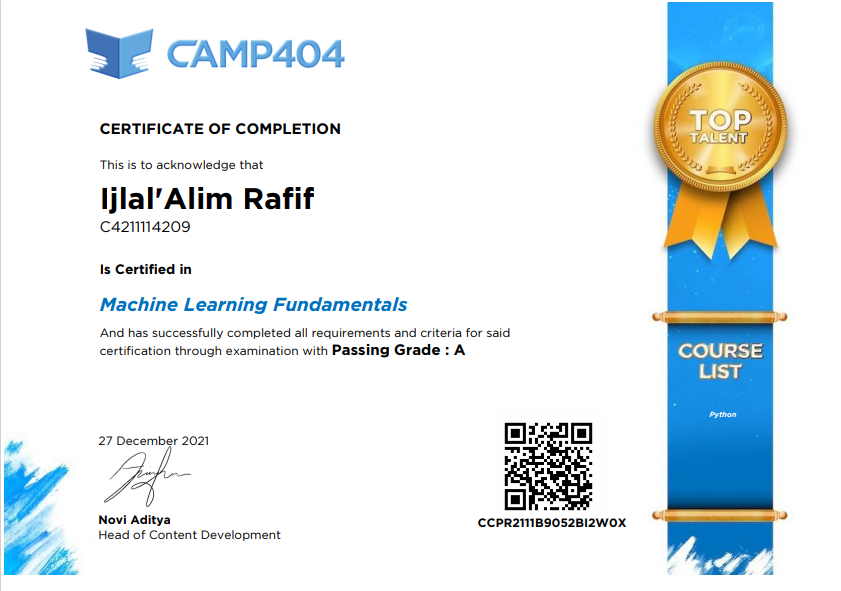 CAMP404
CERTIFICATE OF COMPLETION
This is to acknowledge that
Ijlal'Alim Rafif
C4211114209
Is Certified in
Machine Learning Fundamentals
And has successfully completed all requirements and criteria for said
certification through examination with Passing Grade : A
27 December 2021
Novi Aditya
Head of Content Development
CCPR2111B9052BI2W0X
TOP
TALENT
COURSE
LIST
Python